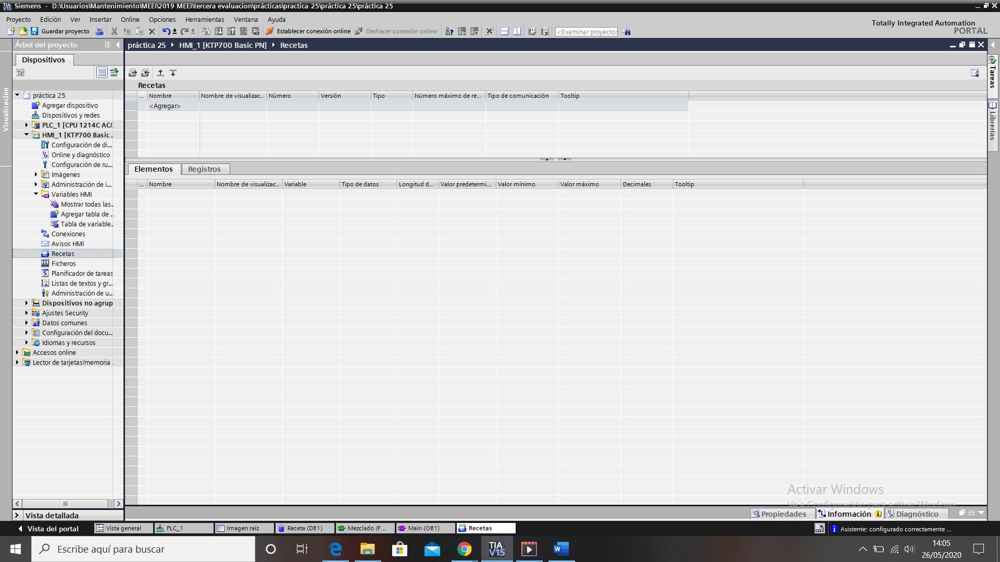 Siemens - D:\Usuarios\Mantenimiento\MEEI\2019 MEEI\tercera evaluacion\prácticas\practica 25\práctica 25\práctica 25
Proyecto Edición Ver Insertar Online Opciones Herramientas Ventana Ayuda
Totally Integrated Automation
PORTAL
Guardar proyecto Establecer conexión online Deshacer conexión online <Examinar proyecto>
Árbol del proyecto
práctica 25 HMI_1 [KTP700 Basic PN] Recetas
Dispositivos
Visualización
práctica 25
Agregar dispositivo
Dispositivos y redes
PLC_1 [CPU 1214C AC/.
HMI_1 [KTP700 Basic .
Configuración de di...
Online y diagnóstico
Configuración de ru...
Imágenes
Administración de i...
Variables HMI
Mostrar todas las..
Agregar tabla de ..
Tabla de variable..
Conexiones
Avisos HMI
Recetas
Ficheros
Planificador de tareas
Listas de textos y gr...
Administración de u...
Dispositivos no agrup
Ajustes Security
Datos comunes
Configuración del docu...
Idiomas y recursos
Accesos online
Lector de tarjetas/memoria .
Vista detallada
Recetas
... Nombre Nombre de visualizac.. Número Versión Tipo Número máximo de re... Tipo de comunicación Tooltip
<Agregar>
Elementos Registros
... Nombre Nombre de visualizac.. Variable Tipo de datos Longitud d... Valor predetermi... Valor mínimo Valor máximo Decimales Tooltip
Tareas
Librerías
Activar Windows
Ve a Configuración para activar Windows.
Propiedades Información Diagnóstico
Vista del portal Vista general PLC_1 Imagen raíz Receta (DB1) Mezclado (F... Main (OB1) Recetas
Asistente: configurado correctamente ...
Escribe aquí para buscar
TIA
V15
14:05
26/05/2020